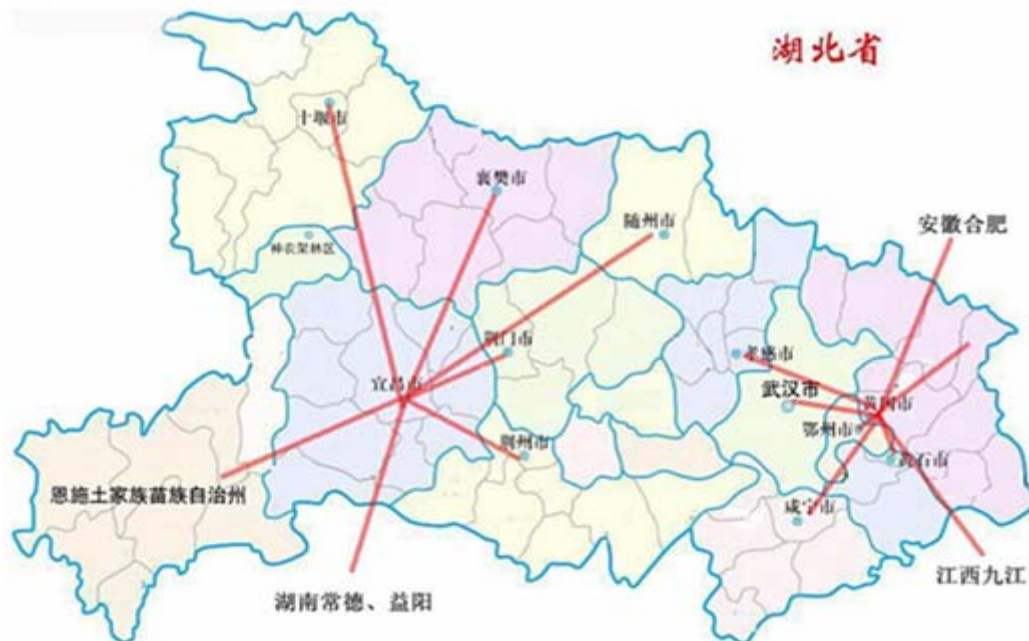 湖北省
十堰市
襄樊市
随州市
安徽合肥
神农架林区
荆门市
孝感市
宜昌市
武汉市
黄冈市
鄂州市
荆州市
黄石市
恩施土家族苗族自治州
咸宁市
江西九江
湖南常德、益阳